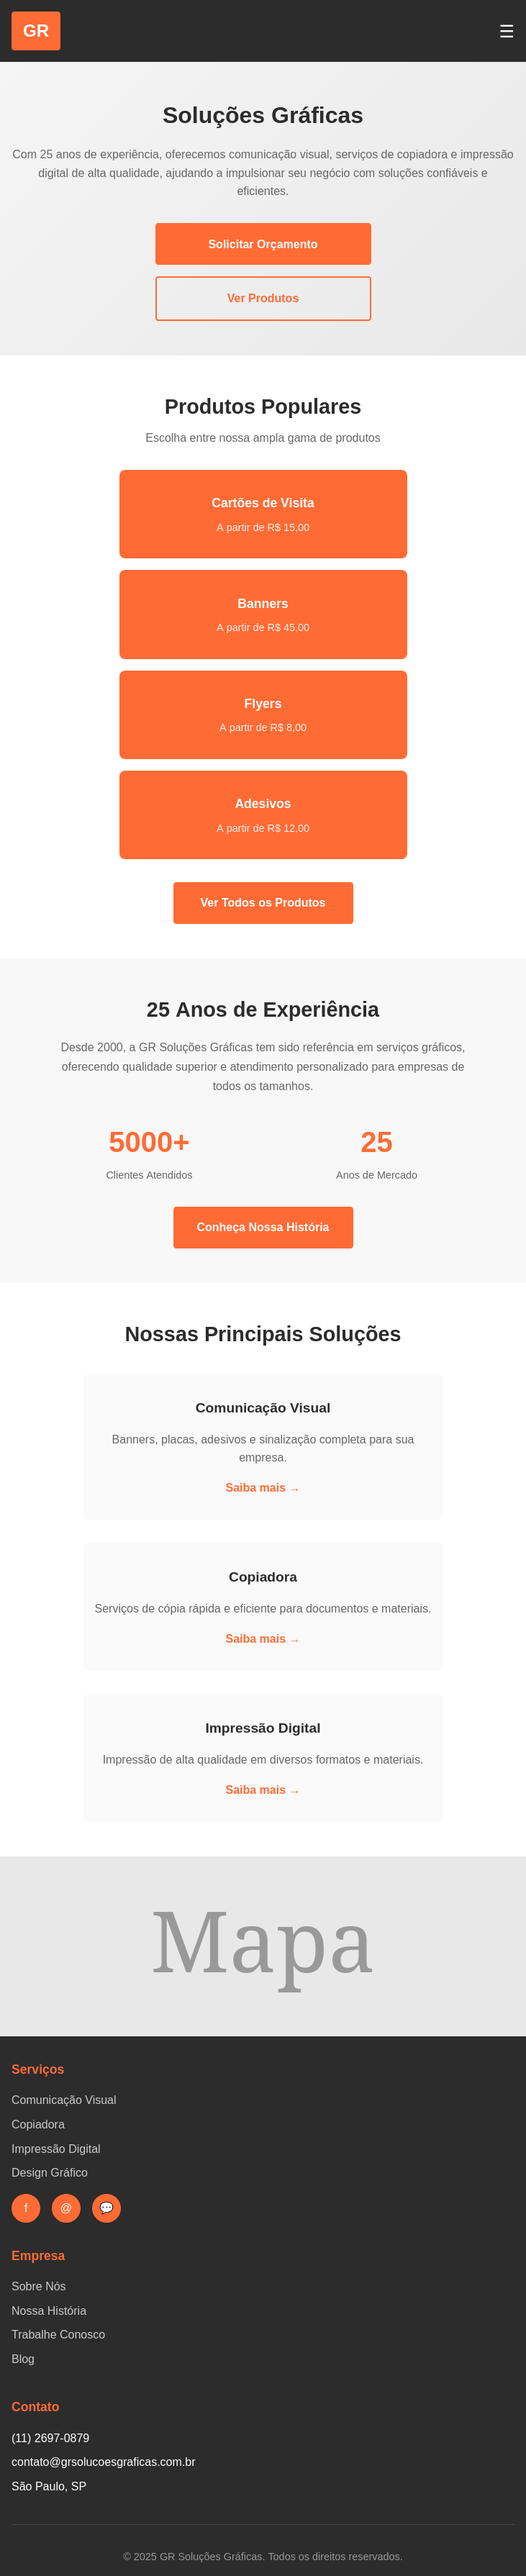 GR
☰
Soluções Gráficas
Com 25 anos de experiência, oferecemos comunicação visual, serviços de copiadora e impressão
digital de alta qualidade, ajudando a impulsionar seu negócio com soluções confiáveis e
eficientes.
Solicitar Orçamento
Ver Produtos
Produtos Populares
Escolha entre nossa ampla gama de produtos
Cartões de Visita
A partir de R$ 15,00
Banners
A partir de R$ 45,00
Flyers
A partir de R$ 8,00
Adesivos
A partir de R$ 12,00
Ver Todos os Produtos
25 Anos de Experiência
Desde 2000, a GR Soluções Gráficas tem sido referência em serviços gráficos,
oferecendo qualidade superior e atendimento personalizado para empresas de
todos os tamanhos.
5000+
Clientes Atendidos
25
Anos de Mercado
Conheça Nossa História
Nossas Principais Soluções
Comunicação Visual
Banners, placas, adesivos e sinalização completa para sua
empresa.
Saiba mais →
Copiadora
Serviços de cópia rápida e eficiente para documentos e materiais.
Saiba mais →
Impressão Digital
Impressão de alta qualidade em diversos formatos e materiais.
Saiba mais →
Mapa
Serviços
Comunicação Visual
Copiadora
Impressão Digital
Design Gráfico
f @ 💬
Empresa
Sobre Nós
Nossa História
Trabalhe Conosco
Blog
Contato
(11) 2697-0879
contato@grsolucoesgraficas.com.br
São Paulo, SP
© 2025 GR Soluções Gráficas. Todos os direitos reservados.